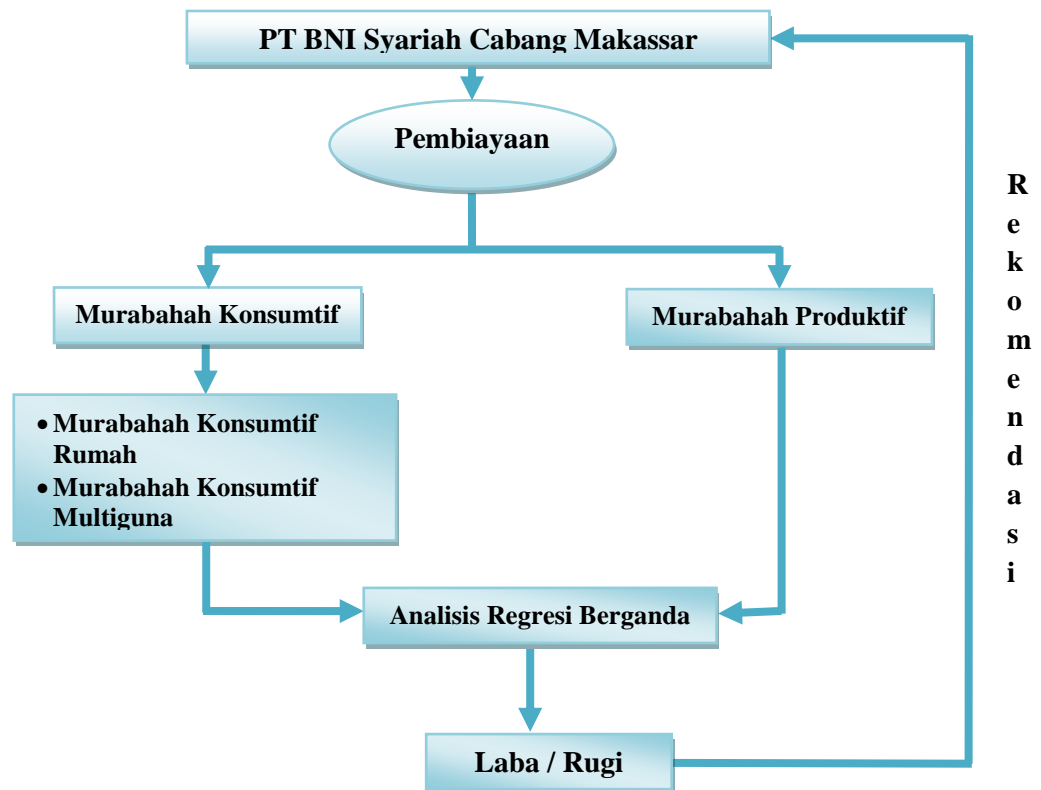 PT BNI Syariah Cabang Makassar
Pembiayaan
Murabahah Konsumtif
Murabahah Produktif
• Murabahah Konsumtif
Rumah
• Murabahah Konsumtif
Multiguna
Analisis Regresi Berganda
Laba / Rugi
R
e
k
o
m
e
n
d
a
s
i